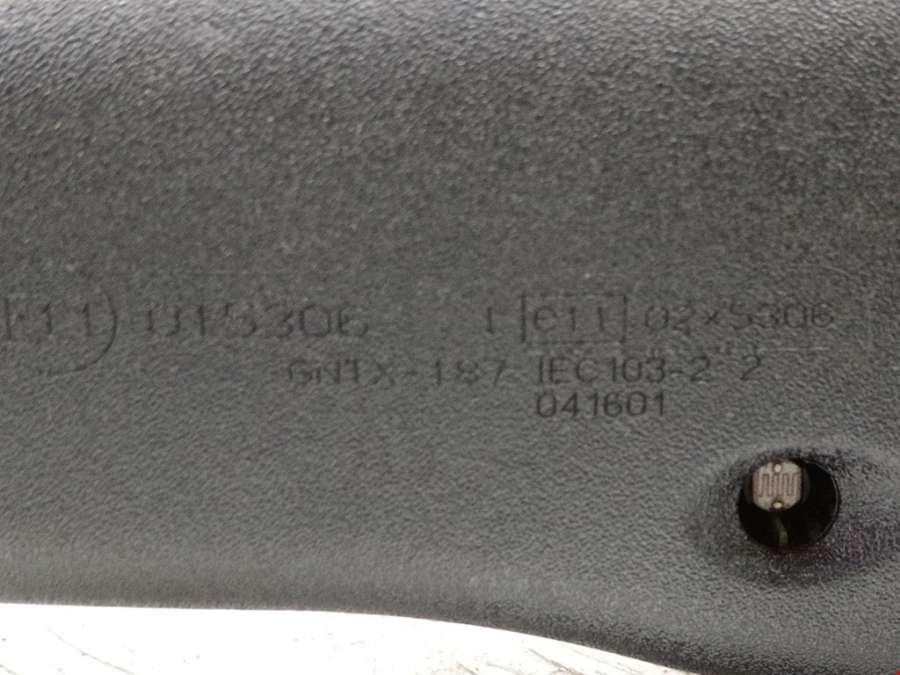 E11 015306 I e11 02*5306
GNTX-187 IEC103-2 2
041601